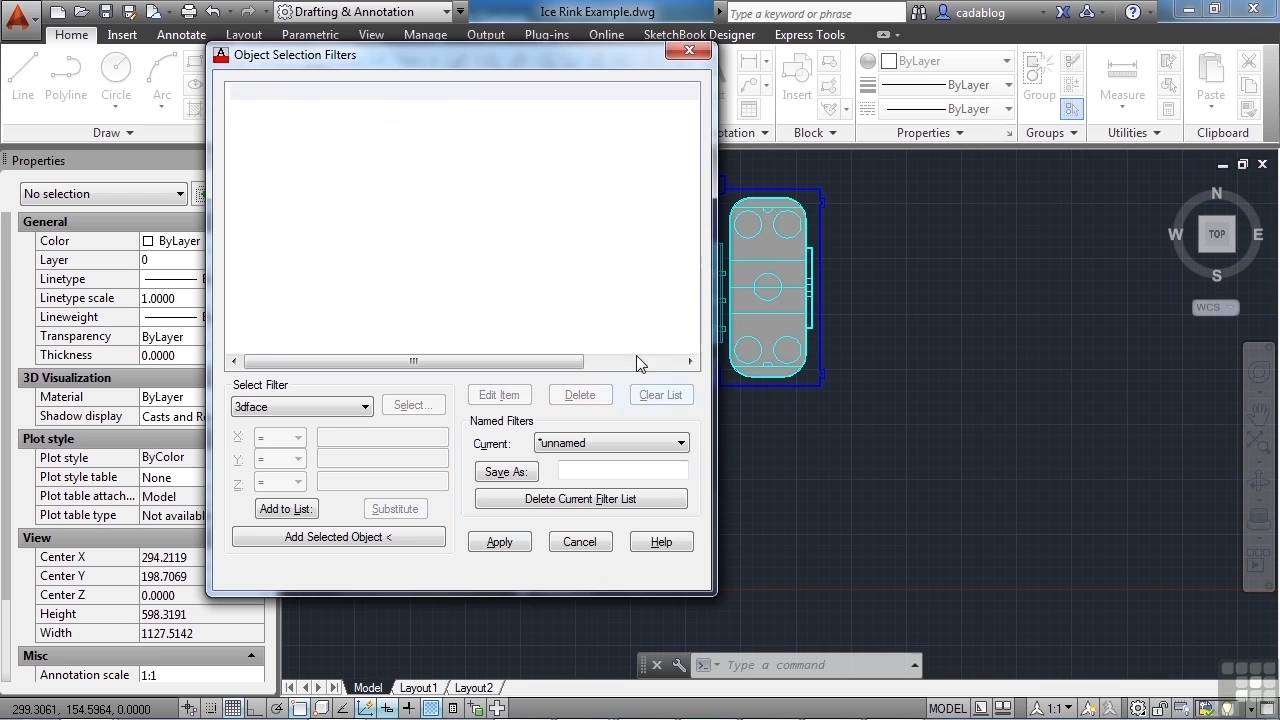 Drafting & Annotation
Ice Rink Example.dwg
Type a keyword or phrase
cadablog
Home Insert Annotate Layout Parametric View Manage Output Plug-ins Online SketchBook Designer Express Tools
Object Selection Filters
Line Polyline Circle Arc
Draw
Insert
Block
ByLayer
ByLayer
ByLayer
Properties
Group
Groups
Measure
Utilities
Paste
Clipboard
Properties
No selection
General
Color ByLayer
Layer 0
Linetype
Linetype scale 1.0000
Lineweight
Transparency ByLayer
Thickness 0.0000
3D Visualization
Material ByLayer
Shadow display Casts and Re
Plot style
Plot style ByColor
Plot style table None
Plot table attach... Model
Plot table type Not availabl
View
Center X 294.2119
Center Y 198.7069
Center Z 0.0000
Height 598.3191
Width 1127.5142
Misc
Annotation scale 1:1
Select Filter
3dface
Select...
X: =
Y: =
Z: =
Add to List:
Substitute
Add Selected Object <
Edit Item
Delete
Clear List
Named Filters
Current: *unnamed
Save As:
Delete Current Filter List
Apply
Cancel
Help
N
W TOP E
S
WCS
Type a command
Model Layout1 Layout2
299.3061, 154.5964, 0.0000
MODEL
1:1